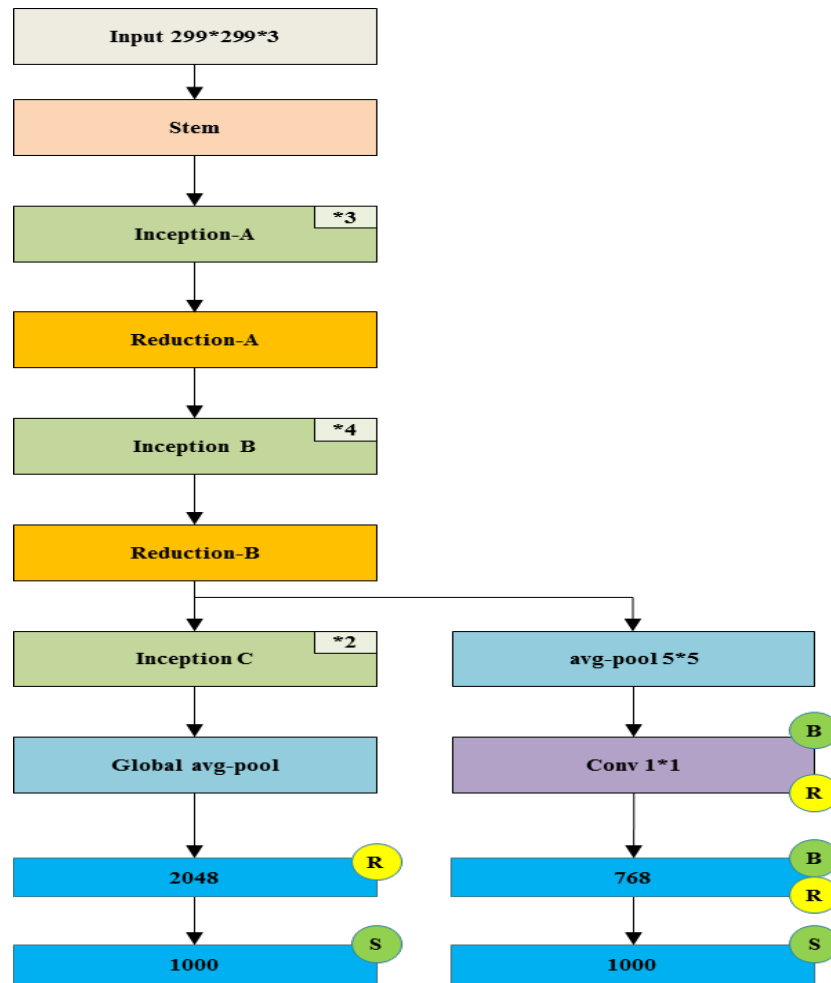 Input 299*299*3
Stem
*3
Inception-A
Reduction-A
*4
Inception B
Reduction-B
*2
Inception C
Global avg-pool
R
2048
S
1000
avg-pool 5*5
B
Conv 1*1
R
B
768
R
S
1000